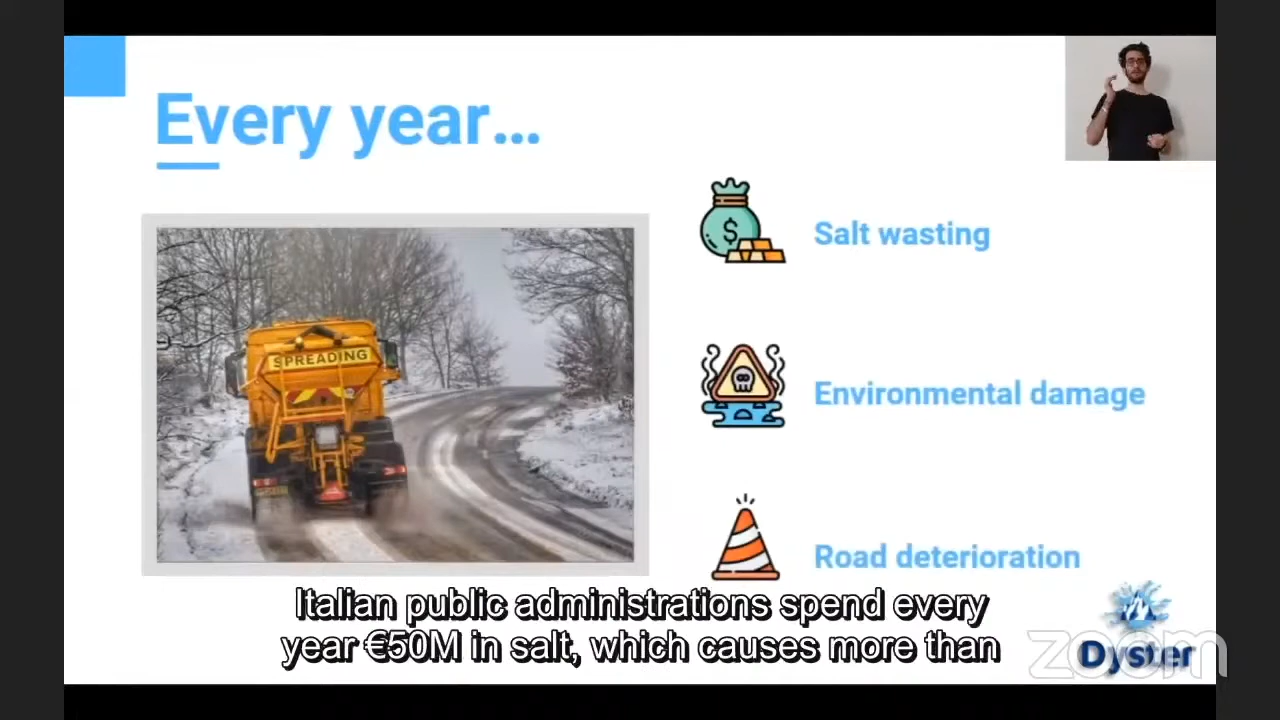 Every year...
SPREADING
$
Salt wasting
Environmental damage
Road deterioration
Italian public administrations spend every
year €50M in salt, which causes more than
zoom
Dyster